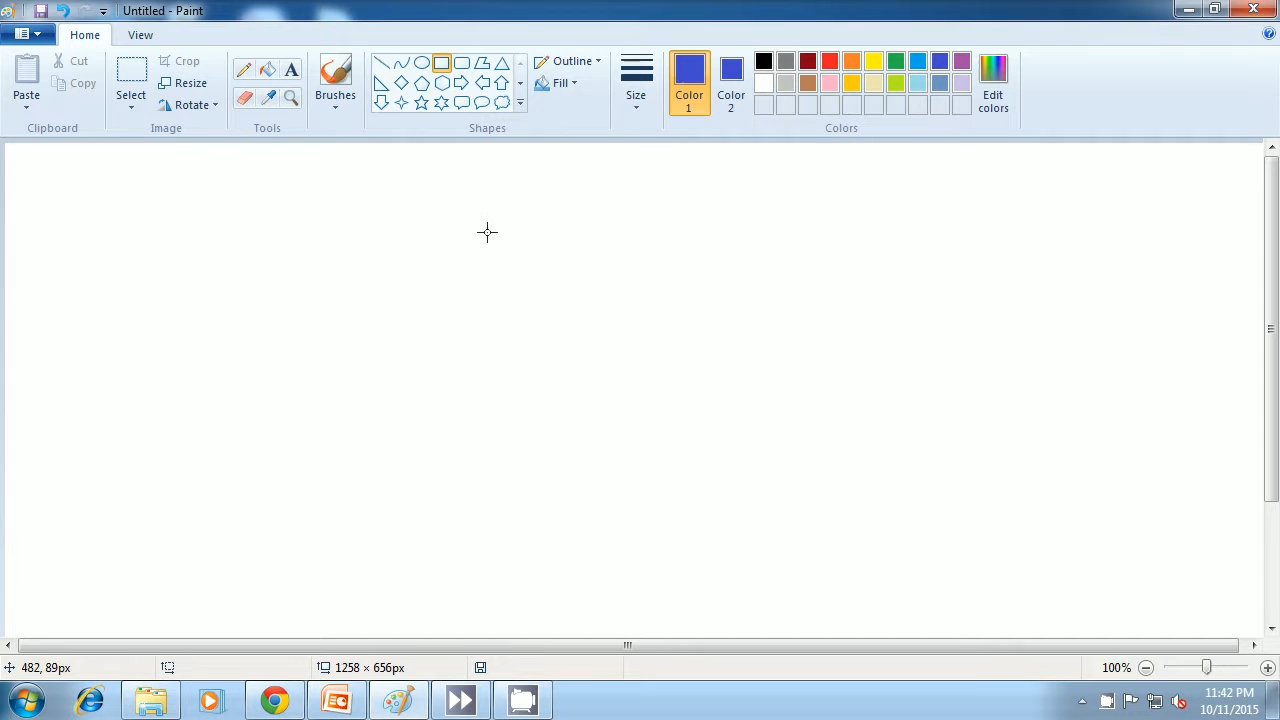 Untitled - Paint
Home
View
Paste
Cut
Copy
Clipboard
Select
Crop
Resize
Rotate
Image
A
Tools
Brushes
Shapes
Outline
Fill
Size
Color
1
Color
2
Edit
colors
Colors
482, 89px
1258 × 656px
100%
11:42 PM
10/11/2015